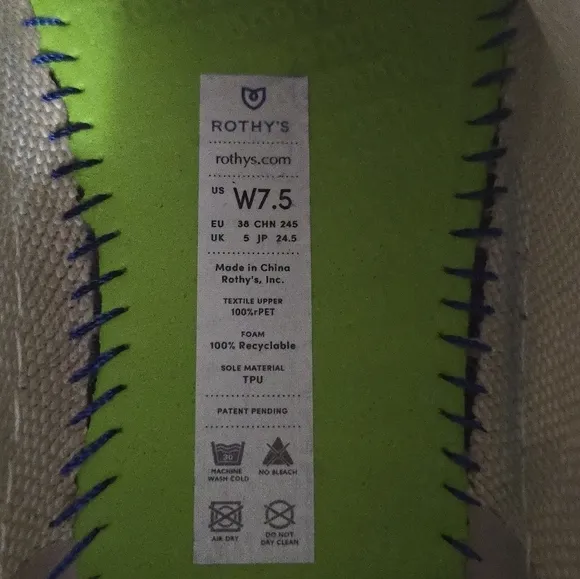 ROTHY'S
rothys.com
US W7.5
EU 38 CHN 245
UK 5 JP 24.5
Made in China
Rothy's, Inc.
TEXTILE UPPER
100%rPET
FOAM
100% Recyclable
SOLE MATERIAL
TPU
PATENT PENDING
30
MACHINE WASH COLD
NO BLEACH
AIR DRY
DO NOT DAY CLEAN